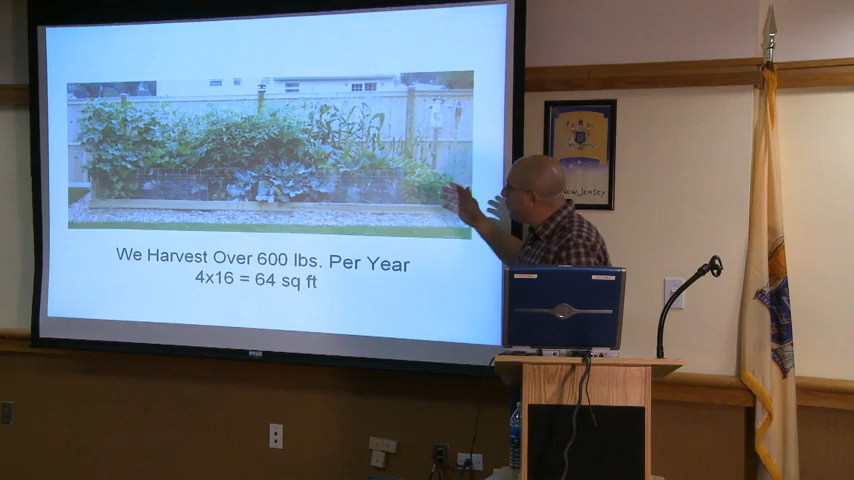 We Harvest Over 600 lbs. Per Year
4x16 = 64 sq ft
NEW JERSEY